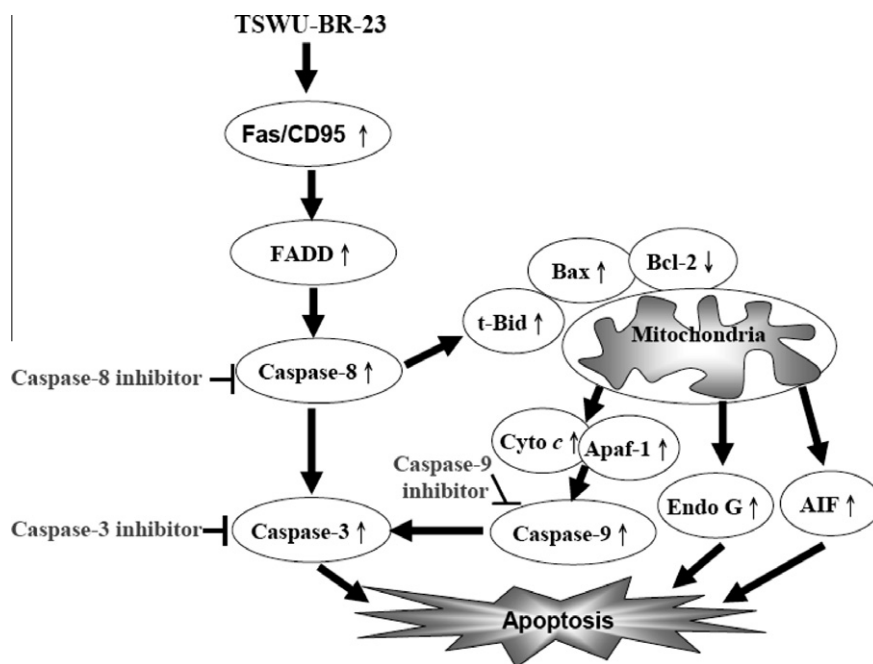 TSWU-BR-23
Fas/CD95 ↑
FADD ↑
Bax ↑
Bcl-2 ↓
t-Bid ↑
Mitochondria
Caspase-8 inhibitor
Caspase-8 ↑
Cyto c ↑
Apaf-1 ↑
Caspase-9
inhibitor
Endo G ↑
AIF ↑
Caspase-3 inhibitor
Caspase-3 ↑
Caspase-9 ↑
Apoptosis